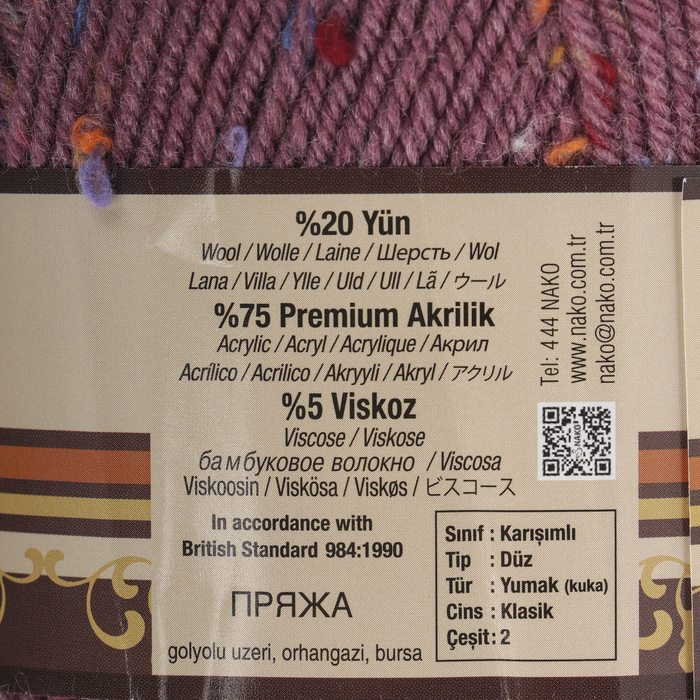 %20 Yün
Wool / Wolle / Laine / Шерсть / Wol
Lana / Villa / Ylle / Uld / Ull / Lã / ウール
%75 Premium Akrilik
Acrylic / Acryl / Acrylique / Акрил
Acrílico / Acrilico / Akryyli / Akryl / アクリル
%5 Viskoz
Viscose / Viskose
бамбуковое волокно / Viscosa
Viskoosin / Viskösa / Viskøs / ビスコース
In accordance with
British Standard 984:1990
ПРЯЖА
golyolu uzeri, orhangazi, bursa
Tel: 4 44 NAKO
www.nako.com.tr
nako@nako.com.tr
NAKO
Sınıf : Karışımlı
Tip : Düz
Tür : Yumak (kuka)
Cins : Klasik
Çeşit : 2